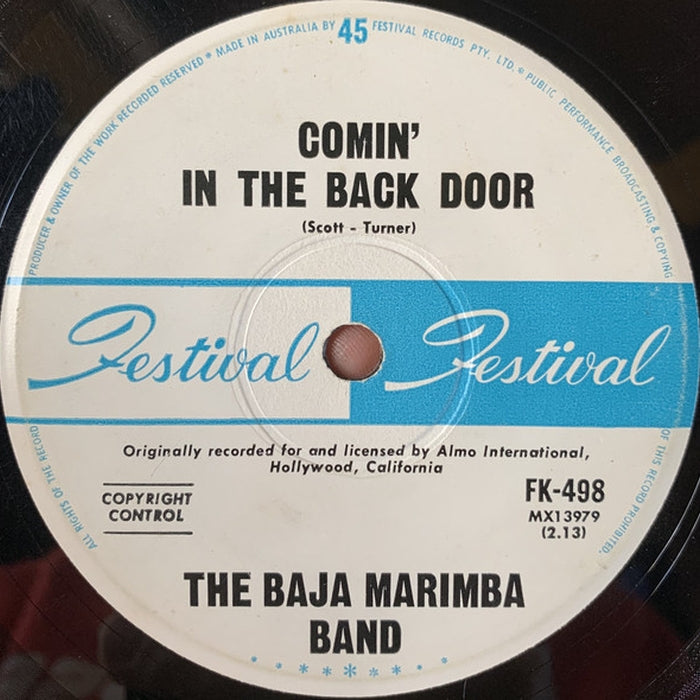 ALL RIGHTS OF THE RECORD PRODUCER & OWNER OF THE WORK RECORDED RESERVED * MADE IN AUSTRALIA BY 45 FESTIVAL RECORDS PTY. LTD. * PUBLIC PERFORMANCE BROADCASTING & COPYING OF THIS RECORD PROHIBITED.
COMIN'
IN THE BACK DOOR
(Scott - Turner)
Festival Festival
Originally recorded for and licensed by Almo International,
Hollywood, California
COPYRIGHT
CONTROL
FK-498
MX13979
(2.13)
THE BAJA MARIMBA
BAND